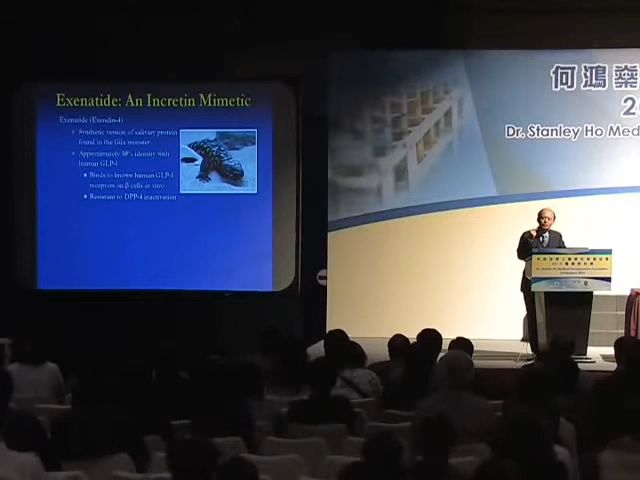 Exenatide: An Incretin Mimetic
Exenatide (Exendin-4)
Synthetic version of salivary protein
found in the Gila monster
Approximately 50% identity with
human GLP-1
Binds to known human GLP-1
receptors on β cells in vitro
Resistant to DPP-4 inactivation
何鴻燊
2
Dr. Stanley Ho Med